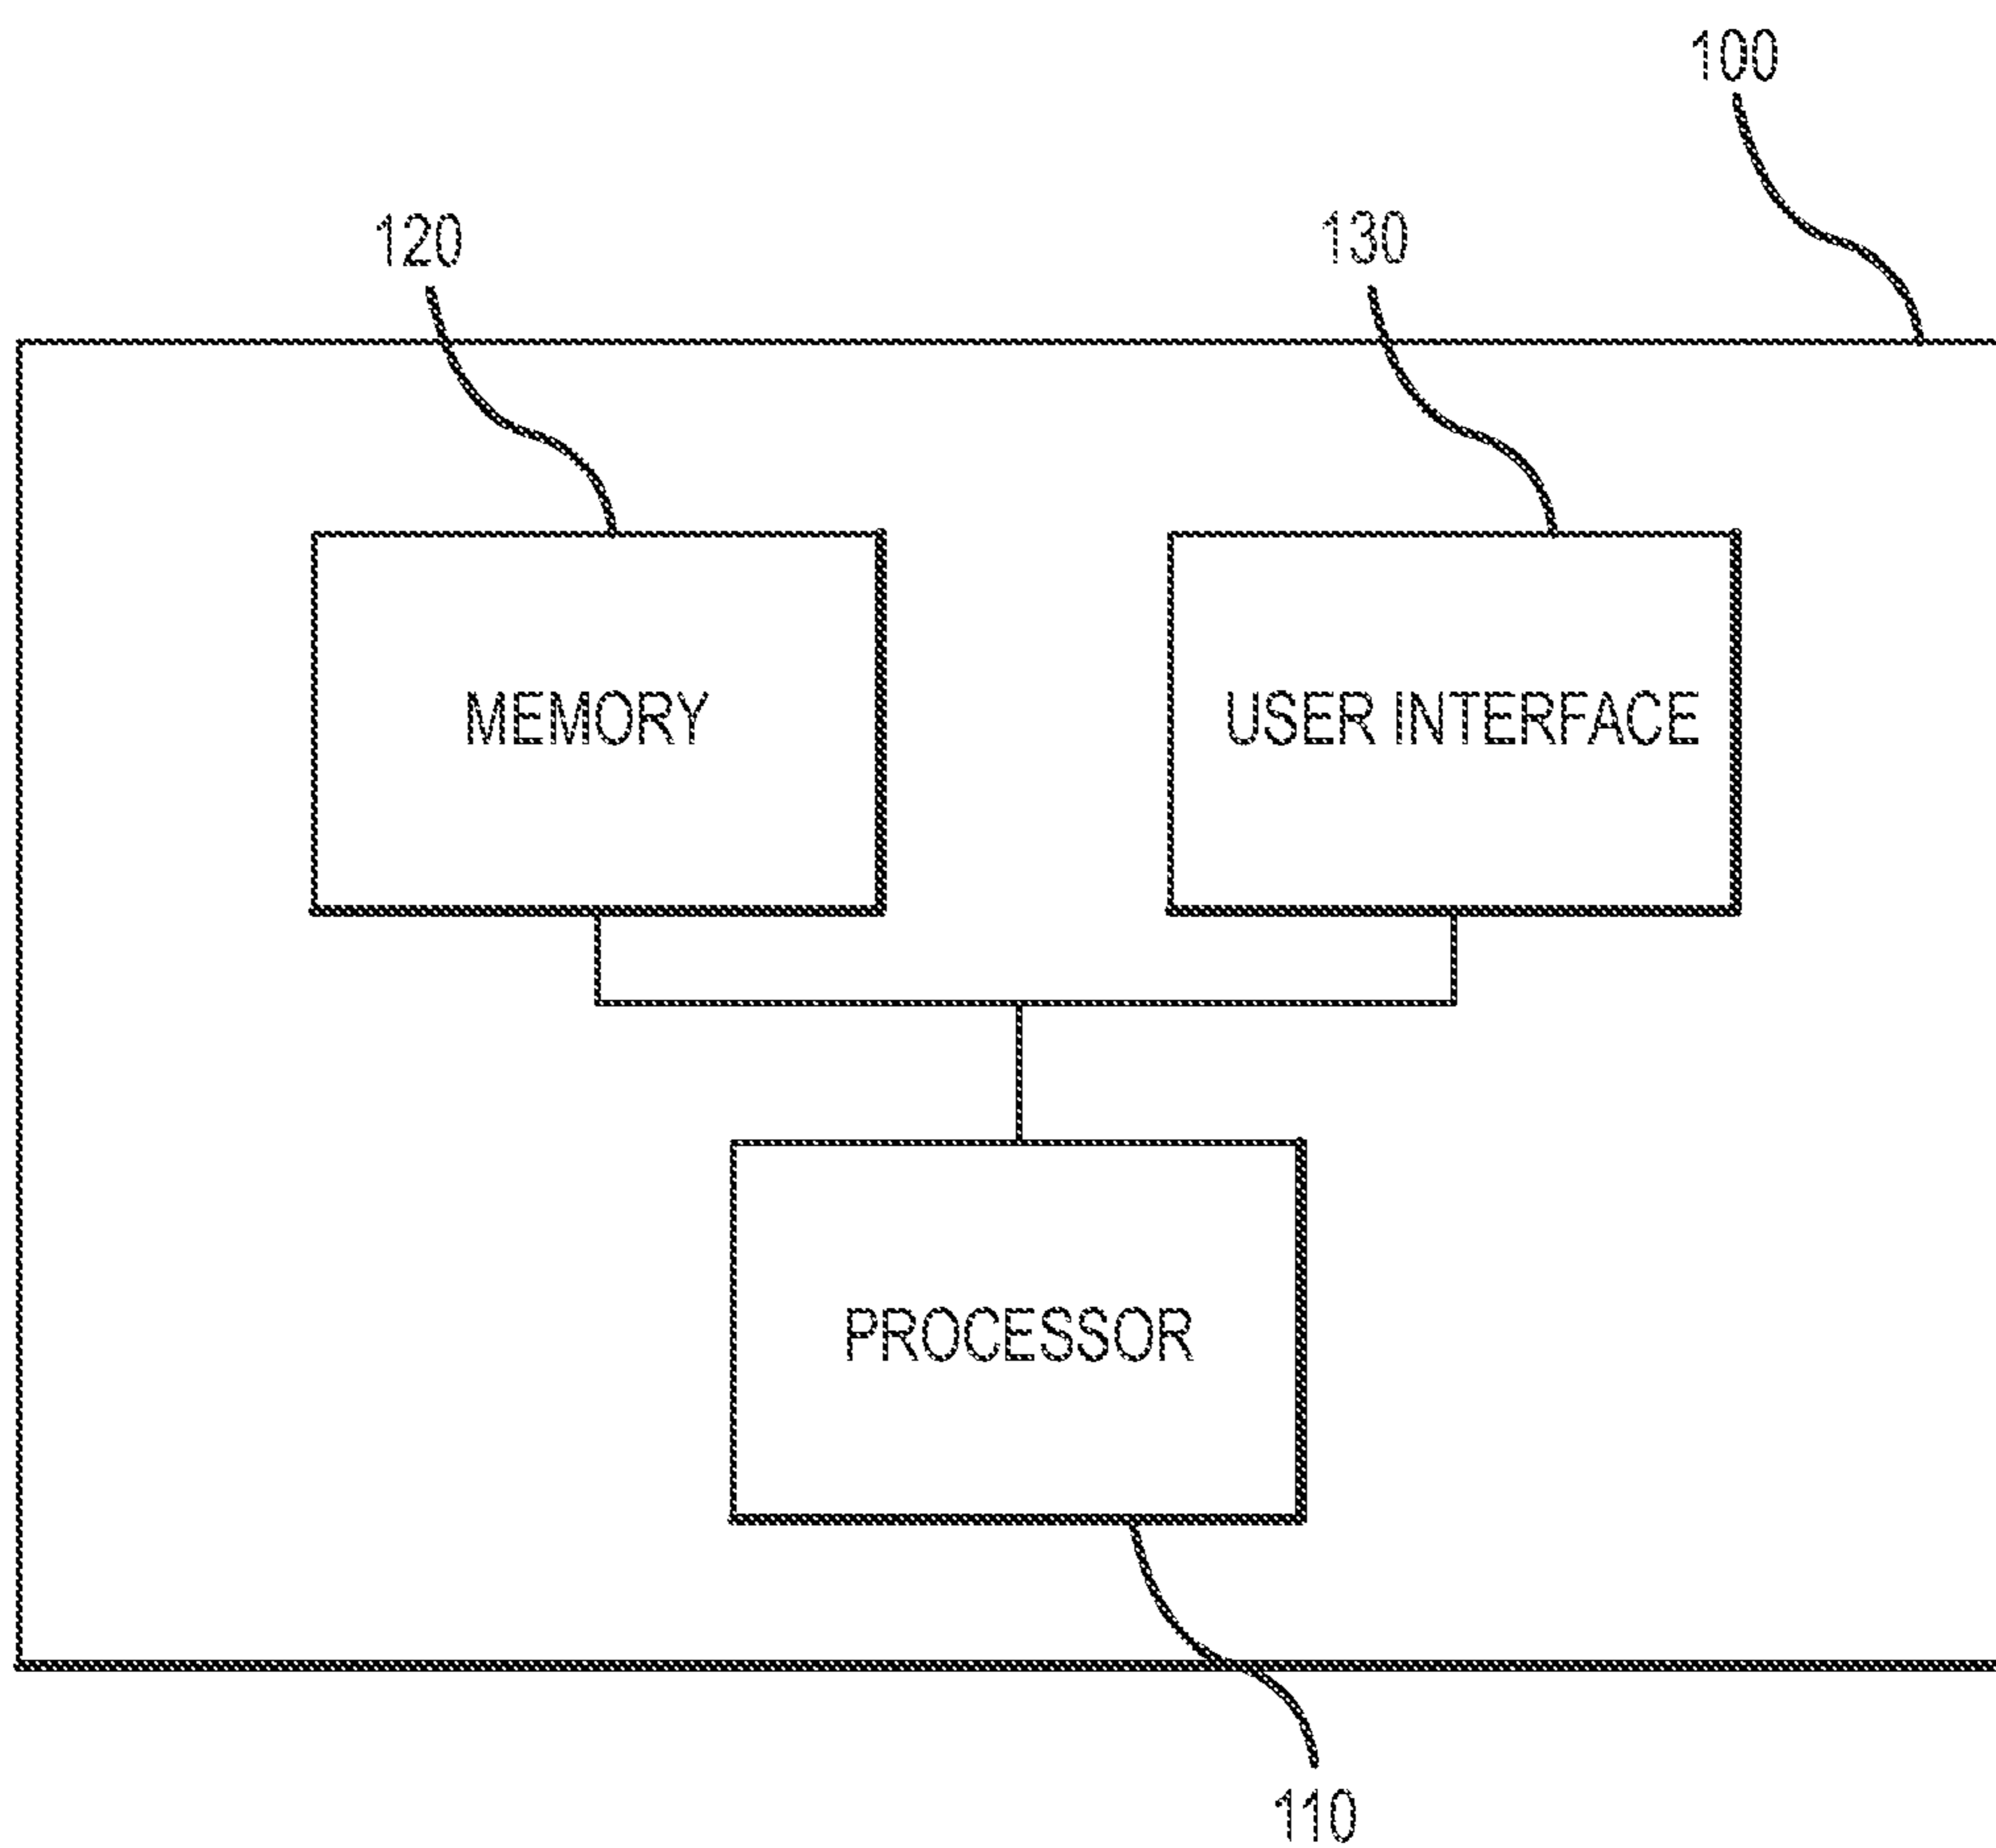 100
120
130
MEMORY
USER INTERFACE
PROCESSOR
110